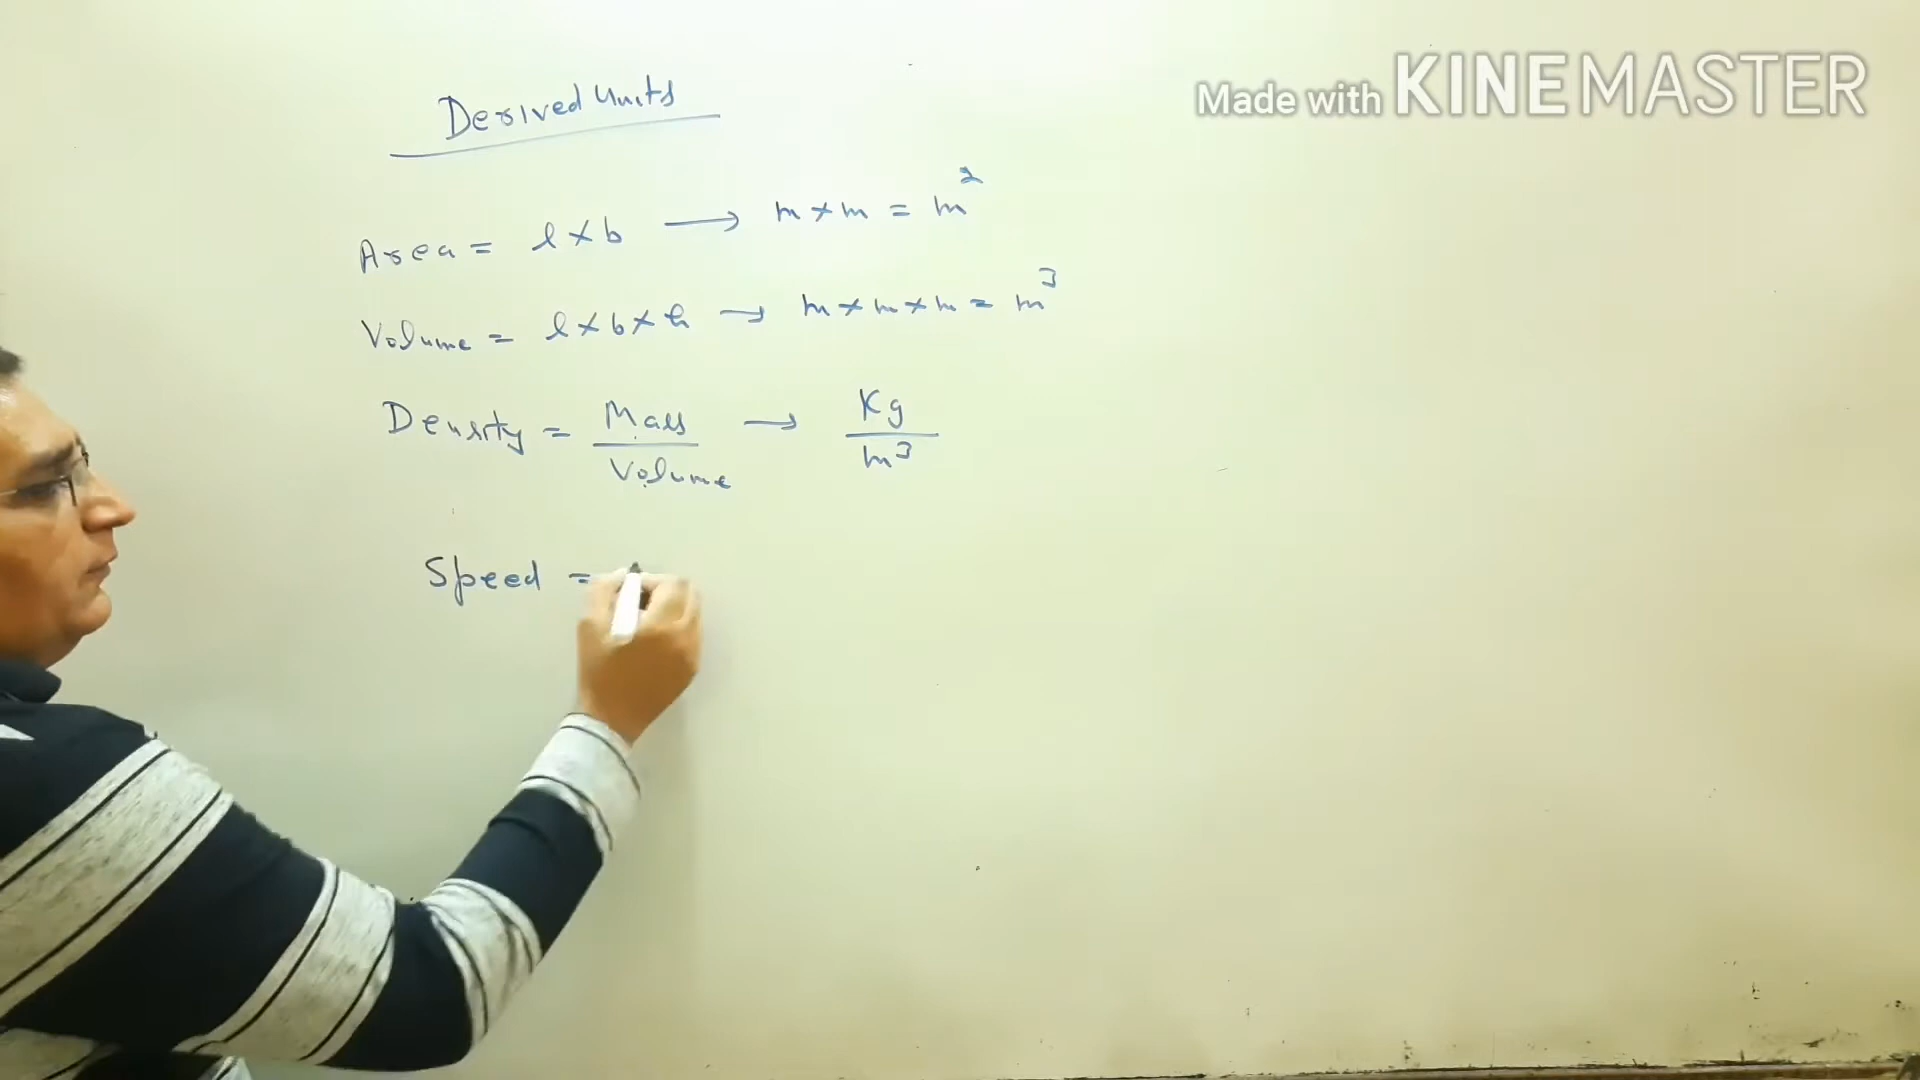 Made with KINEMASTER
Derived Units
Area = l × b → m × m = m²
Volume = l × b × h → m × m × m = m³
Density = Mass / Volume → Kg / m³
Speed =